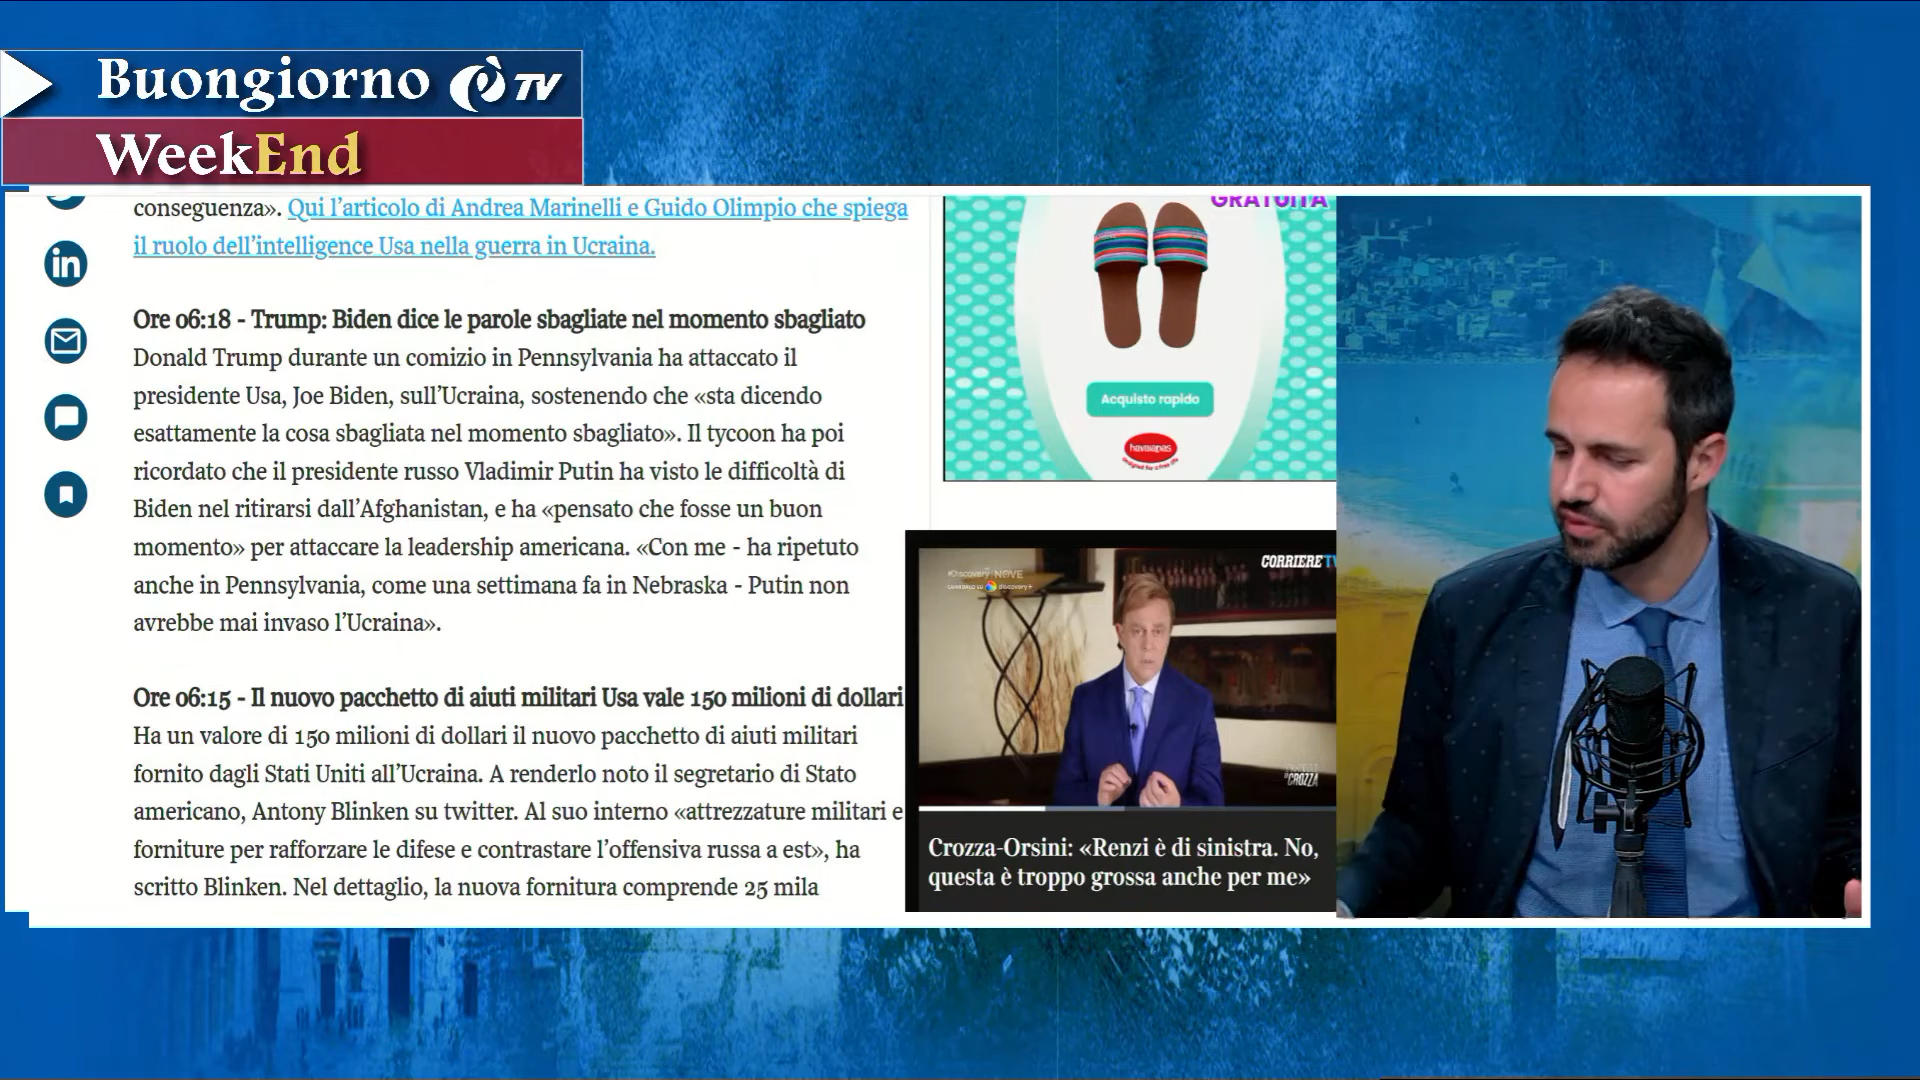 Buongiorno TV
WeekEnd
conseguenza». Qui l'articolo di Andrea Marinelli e Guido Olimpio che spiega
il ruolo dell'intelligence Usa nella guerra in Ucraina.
Ore 06:18 - Trump: Biden dice le parole sbagliate nel momento sbagliato
Donald Trump durante un comizio in Pennsylvania ha attaccato il
presidente Usa, Joe Biden, sull'Ucraina, sostenendo che «sta dicendo
esattamente la cosa sbagliata nel momento sbagliato». Il tycoon ha poi
ricordato che il presidente russo Vladimir Putin ha visto le difficoltà di
Biden nel ritirarsi dall'Afghanistan, e ha «pensato che fosse un buon
momento» per attaccare la leadership americana. «Con me - ha ripetuto
anche in Pennsylvania, come una settimana fa in Nebraska - Putin non
avrebbe mai invaso l'Ucraina».
Ore 06:15 - Il nuovo pacchetto di aiuti militari Usa vale 150 milioni di dollari
Ha un valore di 150 milioni di dollari il nuovo pacchetto di aiuti militari
fornito dagli Stati Uniti all'Ucraina. A renderlo noto il segretario di Stato
americano, Antony Blinken su twitter. Al suo interno «attrezzature militari e
forniture per rafforzare le difese e contrastare l'offensiva russa a est», ha
scritto Blinken. Nel dettaglio, la nuova fornitura comprende 25 mila
in
GRATUITA
Acquisto rapido
havaianas
designed for a free life
#Discovery NOVE
GUARDALO SU discovery+
CORRIERE TV
CROZZA
Crozza-Orsini: «Renzi è di sinistra. No,
questa è troppo grossa anche per me»